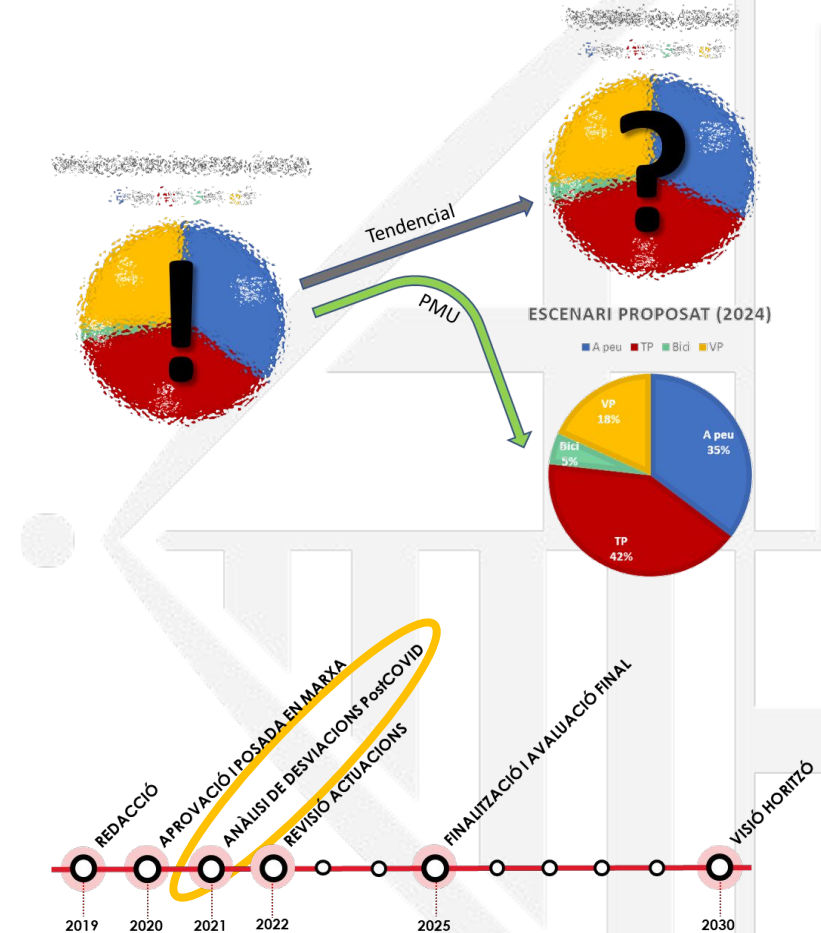 !
?
Tendencial
PMU
ESCENARI PROPOSAT (2024)
A peu TP Bici VP
VP
18%
A peu
35%
Bici
5%
TP
42%
REDACCIÓ
APROVACIÓ I POSADA EN MARXA
ANÀLISI DE DESVIACIONS PostCOVID
REVISIÓ ACTUACIONS
FINALITZACIÓ I AVALUACIÓ FINAL
VISIÓ HORITZÓ
2019
2020
2021
2022
2025
2030